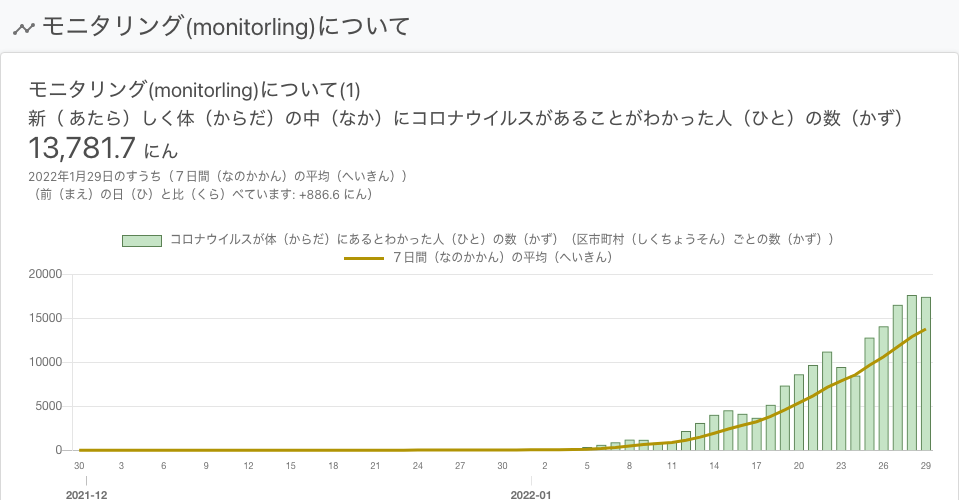 モニタリング(monitorling)について
モニタリング(monitorling)について(1)
新（ あたら）しく体（からだ）の中（なか）にコロナウイルスがあることがわかった人（ひと）の数（かず）
13,781.7 にん
2022年1月29日のすうち（７日間（なのかかん）の平均（へいきん））
（前（まえ）の日（ひ）と比（くら）べています: +886.6 にん）
コロナウイルスが体（からだ）にあるとわかった人（ひと）の数（かず）（区市町村（しくちょうそん）ごとの数（かず））
７日間（なのかかん）の平均（へいきん）
20000
15000
10000
5000
0
30 3 6 9 12 15 18 21 24 27 30 2 5 8 11 14 17 20 23 26 29
2021-12 2022-01